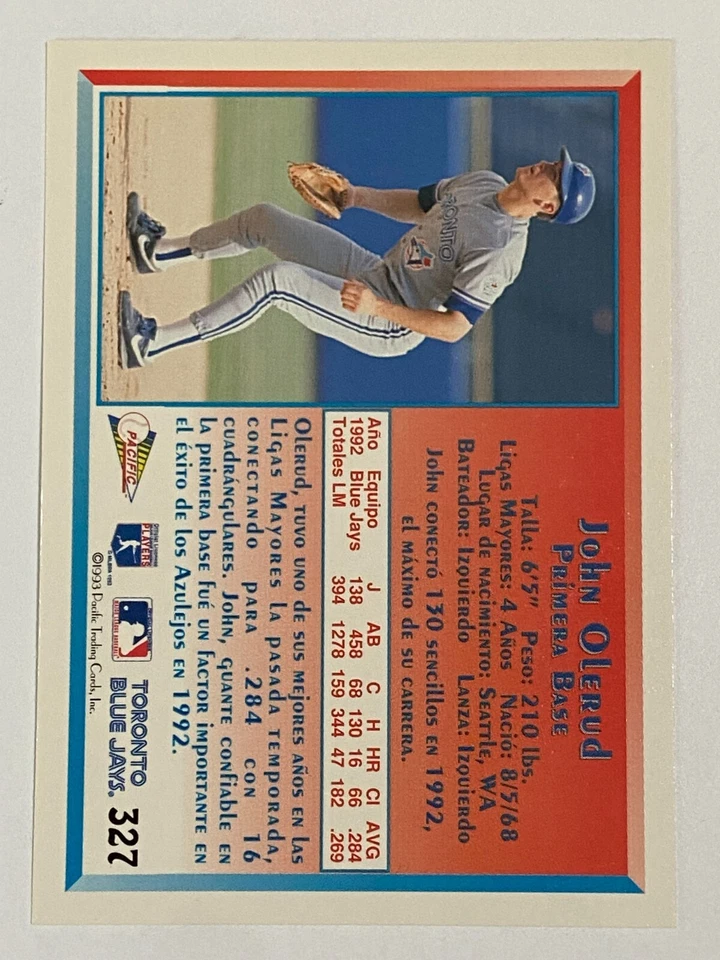 John Olerud
Primera Base
Talla: 6'5" Peso: 210 lbs.
Ligas Mayores: 4 Años Nació: 8/5/68
Lugar de nacimiento: Seattle, WA
Bateador: Izquierdo Lanza: Izquierdo
John conectó 130 sencillos en 1992,
el máximo de su carrera.
Año Equipo J AB C H HR CI AVG
1992 Blue Jays 138 458 68 130 16 66 .284
Totales LM 394 1278 159 344 47 182 .269
Olerud, tuvo uno de sus mejores años en las
Ligas Mayores la pasada temporada,
conectando para .284 con 16
cuadrángulares. John, guante confiable en
la primera base fué un factor importante en
el éxito de los Azulejos en 1992.
PACIFIC
PLAYERS
TORONTO
BLUE JAYS.
327
©1993 Pacific Trading Cards, Inc.
RONTO